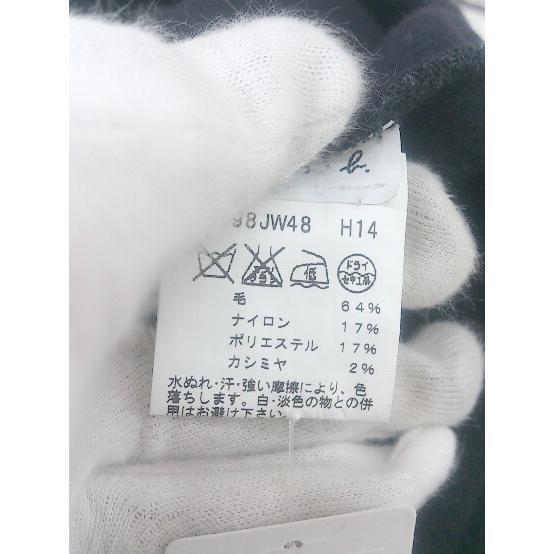 b.
98JW48 H14
低
ドライ
セキユ系
毛 64%
ナイロン 17%
ポリエステル 17%
カシミヤ 2%
水ぬれ・汗・強い摩擦により、色
落ちします。白・淡色の物との併
用はお避け下さい。